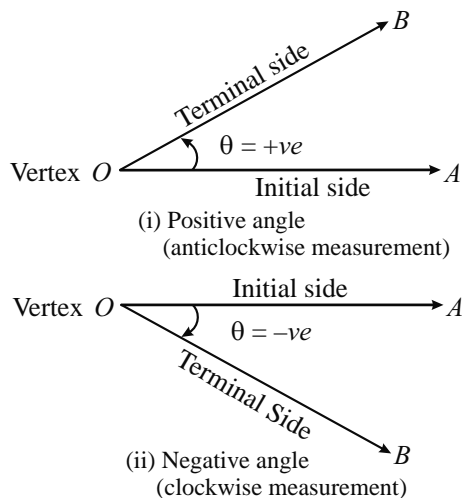 B
Terminal side
θ = +ve
Vertex O A
Initial side
(i) Positive angle
(anticlockwise measurement)
Initial side
Vertex O A
θ = –ve
Terminal Side
B
(ii) Negative angle
(clockwise measurement)